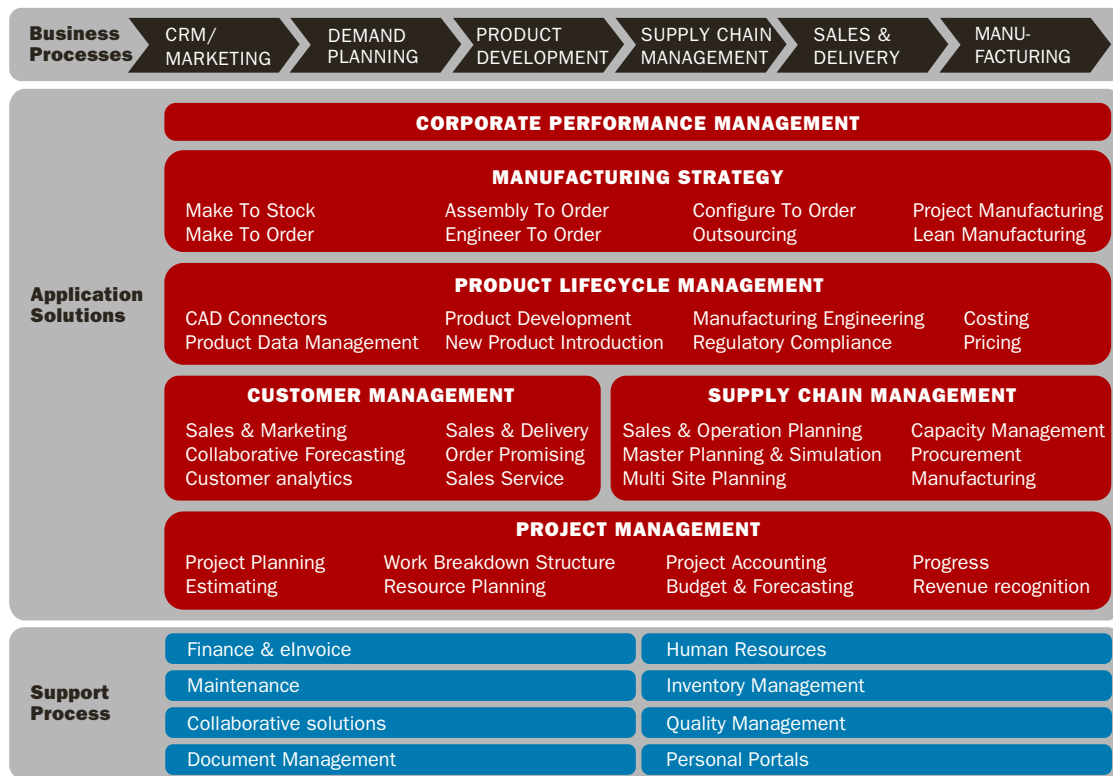 Business
Processes
CRM/
MARKETING
DEMAND
PLANNING
PRODUCT
DEVELOPMENT
SUPPLY CHAIN
MANAGEMENT
SALES &
DELIVERY
MANU-
FACTURING
Application
Solutions
CORPORATE PERFORMANCE MANAGEMENT
MANUFACTURING STRATEGY
Make To Stock
Make To Order
Assembly To Order
Engineer To Order
Configure To Order
Outsourcing
Project Manufacturing
Lean Manufacturing
PRODUCT LIFECYCLE MANAGEMENT
CAD Connectors
Product Data Management
Product Development
New Product Introduction
Manufacturing Engineering
Regulatory Compliance
Costing
Pricing
CUSTOMER MANAGEMENT
Sales & Marketing
Collaborative Forecasting
Customer analytics
Sales & Delivery
Order Promising
Sales Service
SUPPLY CHAIN MANAGEMENT
Sales & Operation Planning
Master Planning & Simulation
Multi Site Planning
Capacity Management
Procurement
Manufacturing
PROJECT MANAGEMENT
Project Planning
Estimating
Work Breakdown Structure
Resource Planning
Project Accounting
Budget & Forecasting
Progress
Revenue recognition
Support
Process
Finance & eInvoice
Human Resources
Maintenance
Inventory Management
Collaborative solutions
Quality Management
Document Management
Personal Portals